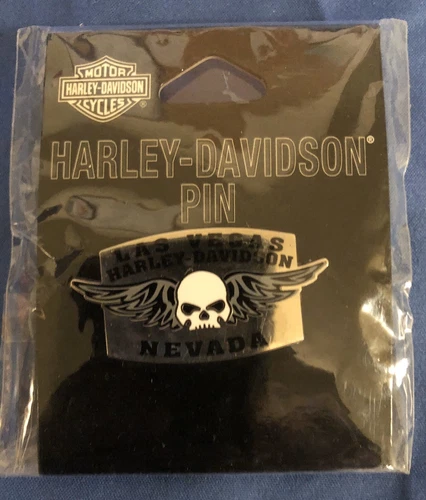 MOTOR
HARLEY-DAVIDSON
CYCLES®
HARLEY-DAVIDSON®
PIN
LAS VEGAS
HARLEY-DAVIDSON
NEVADA